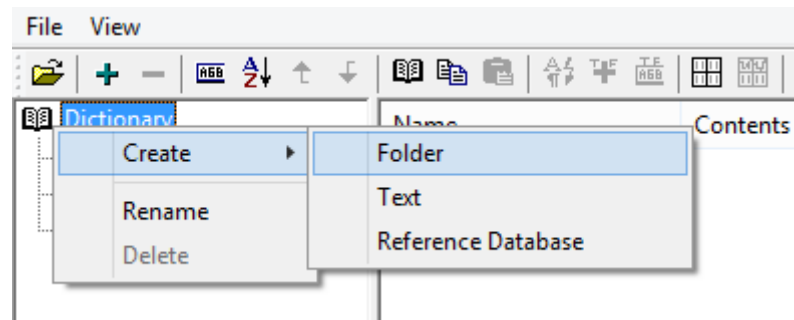 File View
Dictionary
Name Contents
Create
Folder
Text
Reference Database
Rename
Delete